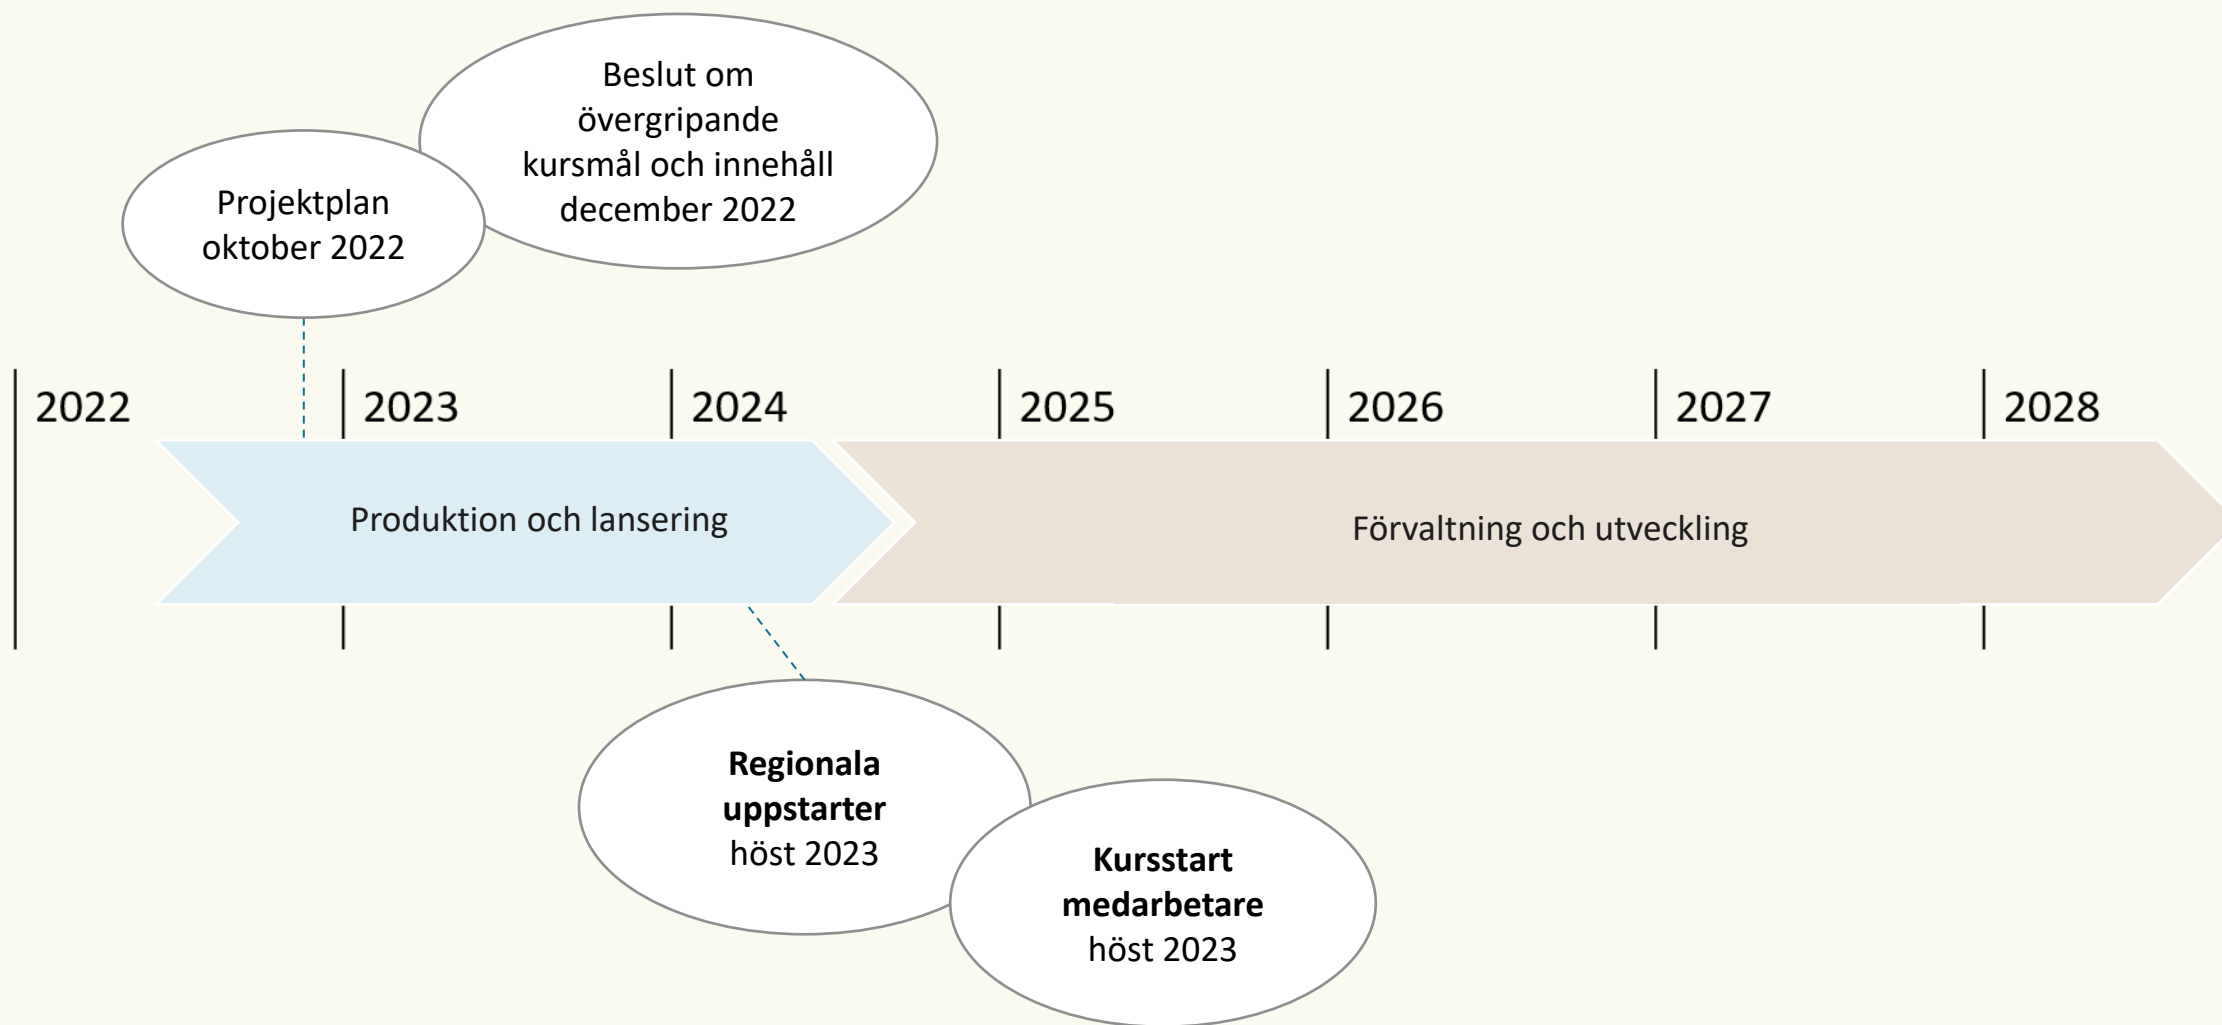 Beslut om
övergripande
kursmål och innehåll
december 2022
Projektplan
oktober 2022
2022
2023
2024
2025
2026
2027
2028
Produktion och lansering
Förvaltning och utveckling
Regionala
uppstarter
höst 2023
Kursstart
medarbetare
höst 2023